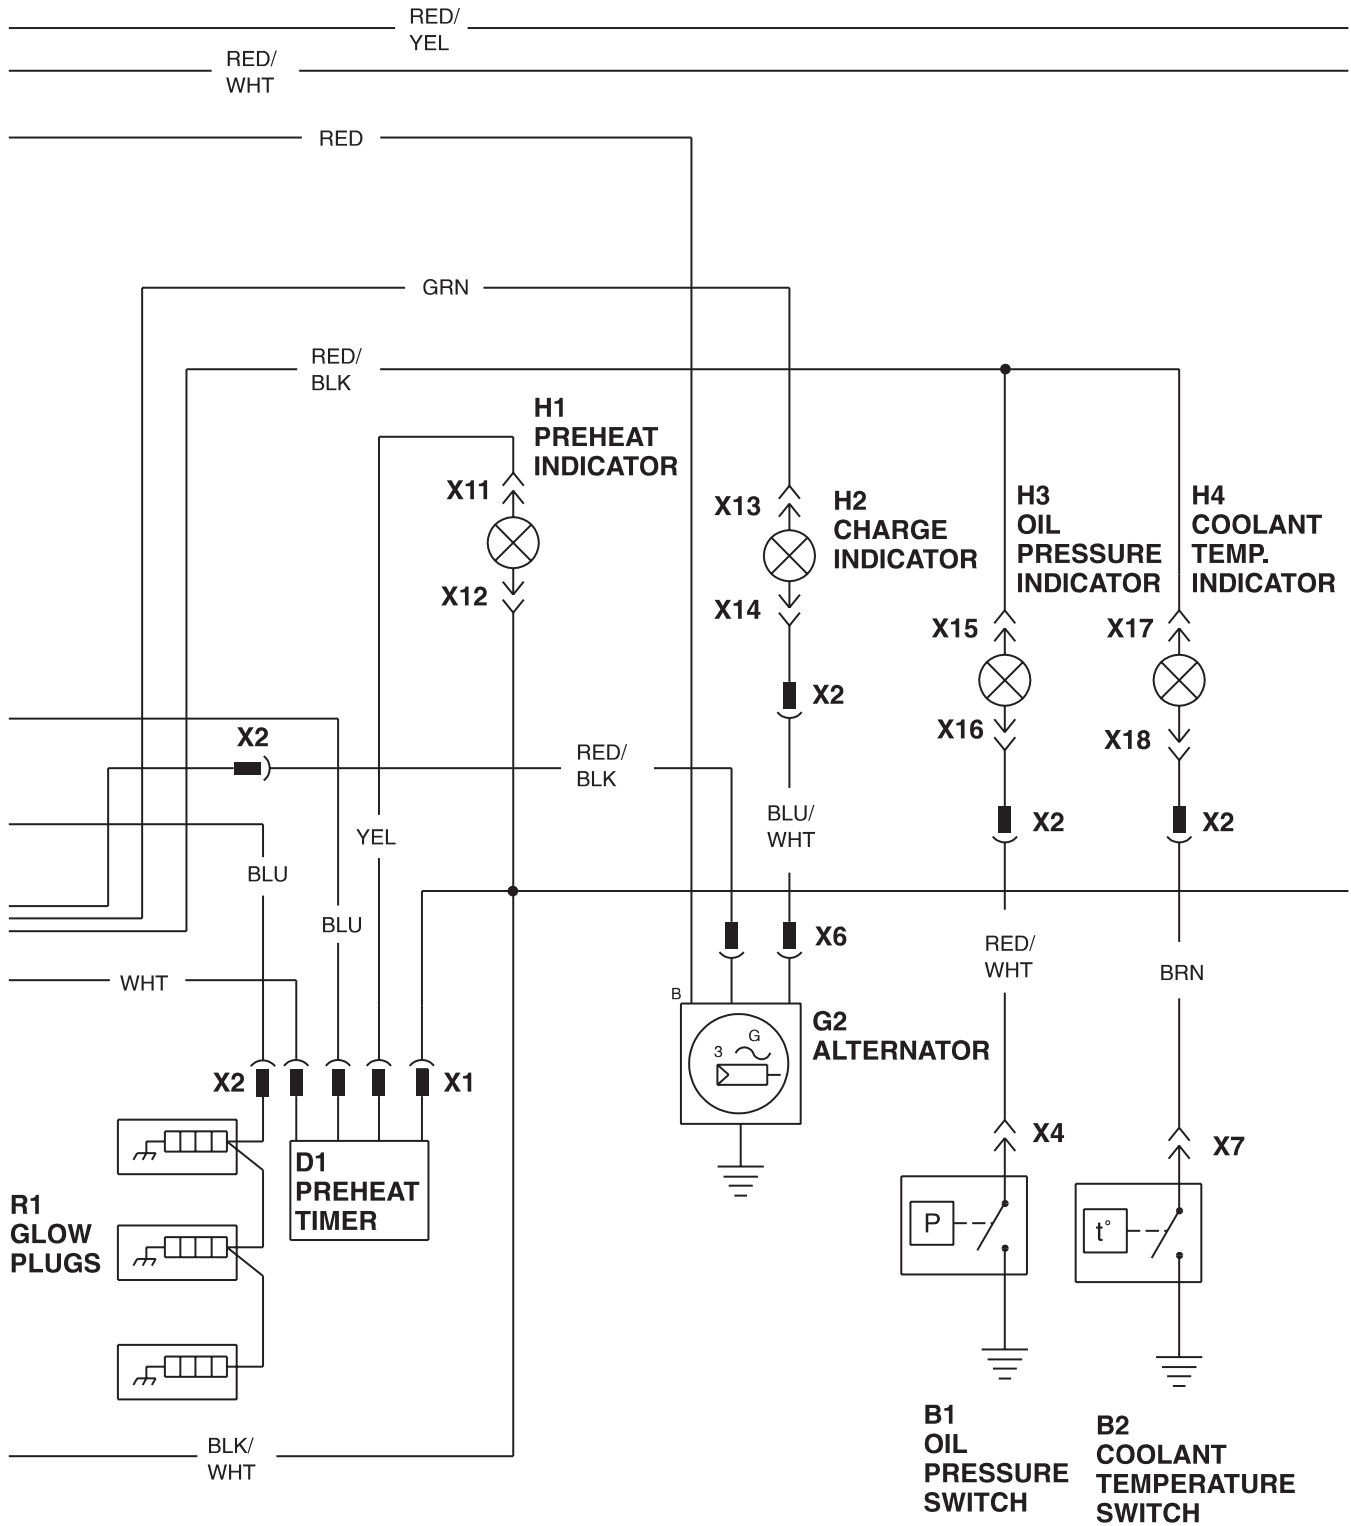 RED/
YEL
RED/
WHT
RED
GRN
RED/
BLK
H1
PREHEAT
INDICATOR
X11
X12
X13
H2
CHARGE
INDICATOR
X14
H3
OIL
PRESSURE
INDICATOR
H4
COOLANT
TEMP.
INDICATOR
X15
X17
X16
X18
X2
X2
RED/
BLK
BLU/
WHT
X2
X2
YEL
BLU
BLU
X6
RED/
WHT
BRN
WHT
B
G2
ALTERNATOR
G
3
X2
X1
X4
X7
D1
PREHEAT
TIMER
R1
GLOW
PLUGS
P
t°
BLK/
WHT
B1
OIL
PRESSURE
SWITCH
B2
COOLANT
TEMPERATURE
SWITCH